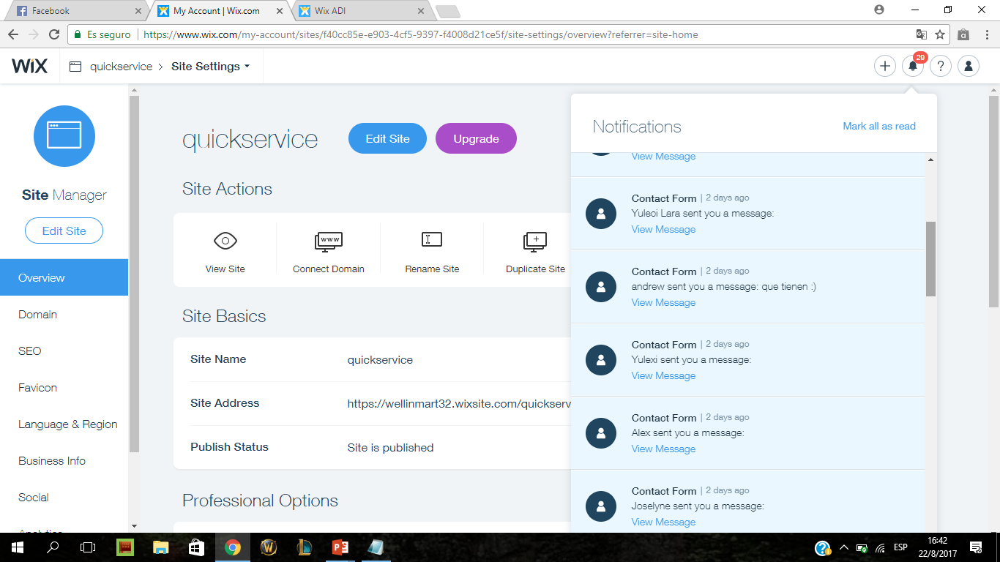 Facebook
My Account | Wix.com
Wix ADI
Es seguro
https://www.wix.com/my-account/sites/f40cc85e-e903-4cf5-9397-f4008d21ce5f/site-settings/overview?referrer=site-home
WiX
quickservice > Site Settings
29
?
Site Manager
Edit Site
Overview
Domain
SEO
Favicon
Language & Region
Business Info
Social
Analytics
quickservice
Edit Site
Upgrade
Site Actions
www
View Site
Connect Domain
Rename Site
Duplicate Site
Site Basics
Site Name
quickservice
Site Address
https://wellinmart32.wixsite.com/quickserv
Publish Status
Site is published
Professional Options
Notifications
Mark all as read
View Message
Contact Form | 2 days ago
Yuleci Lara sent you a message:
View Message
Contact Form | 2 days ago
andrew sent you a message: que tienen :)
View Message
Contact Form | 2 days ago
Yulexi sent you a message:
View Message
Contact Form | 2 days ago
Alex sent you a message:
View Message
Contact Form | 2 days ago
Joselyne sent you a message:
View Message
ESP
16:42
22/8/2017